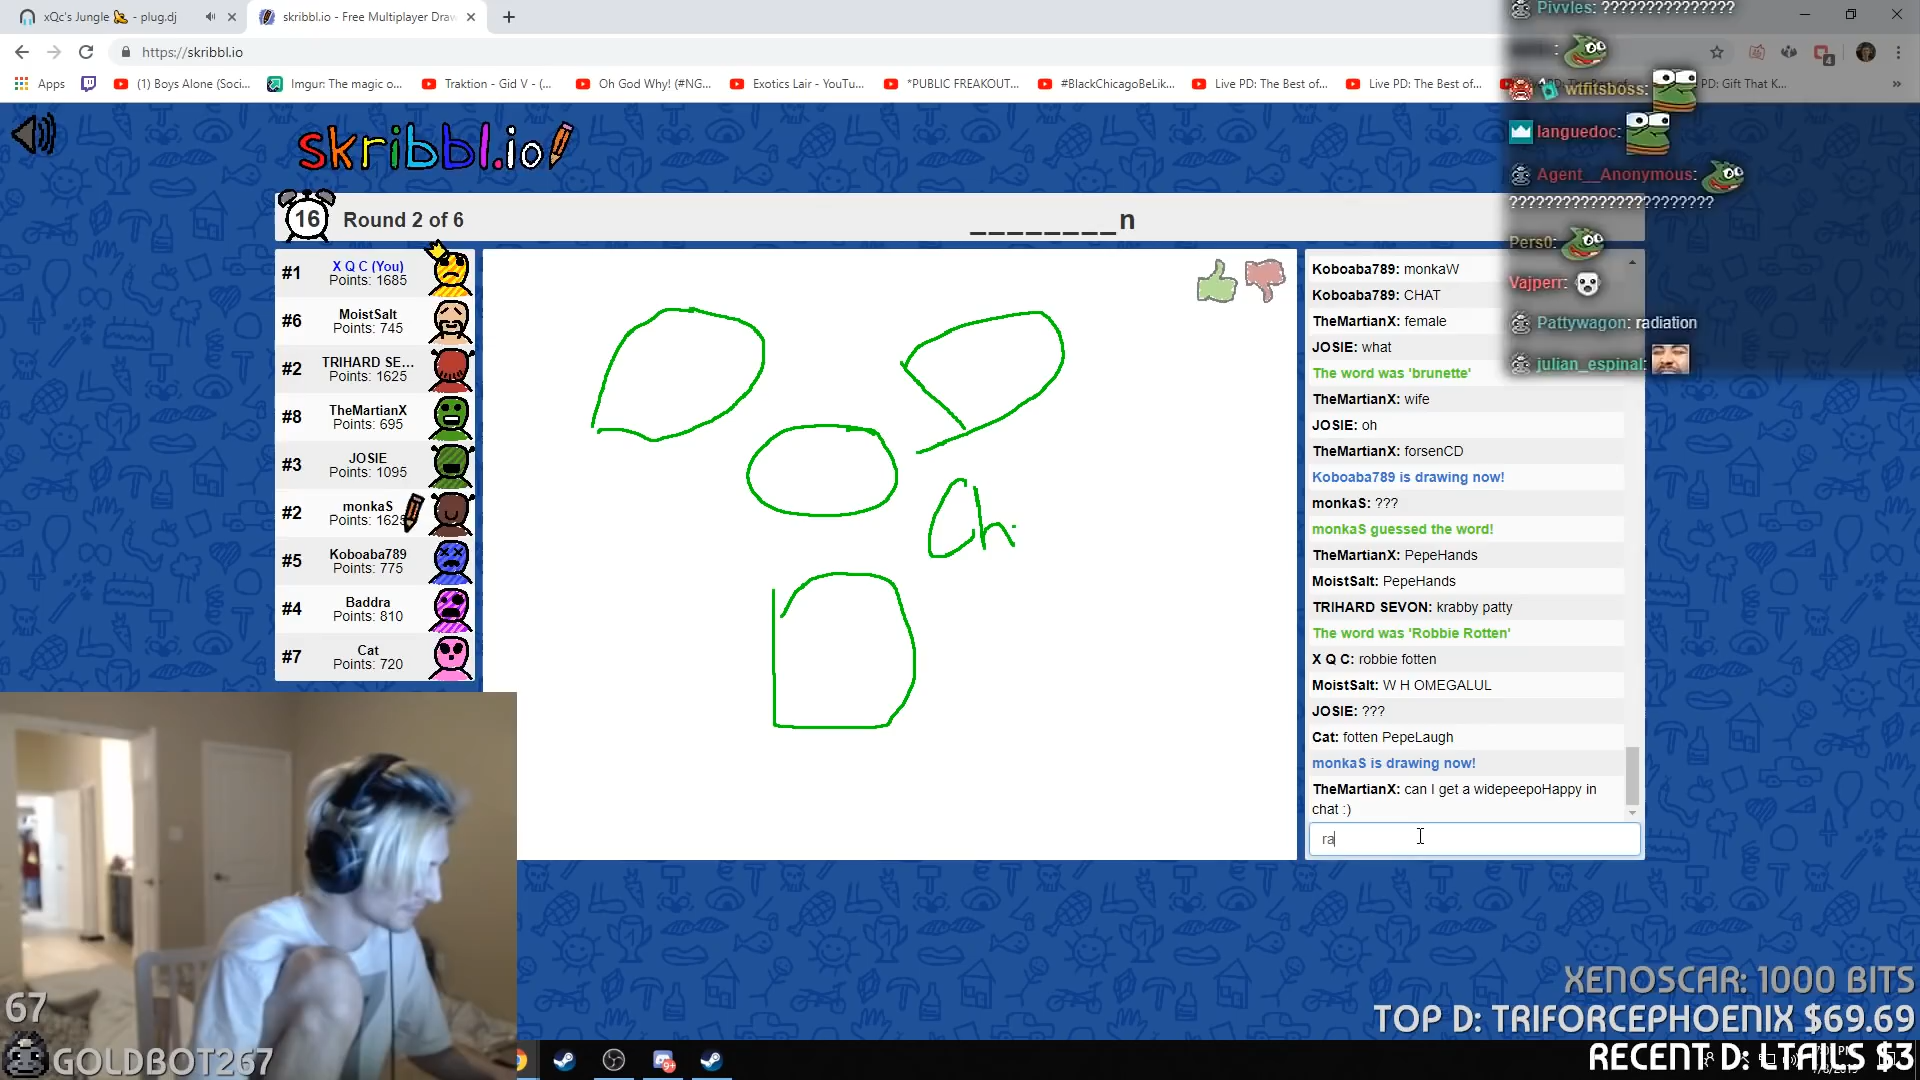 xQc's Jungle - plug.dj
skribbl.io - Free Multiplayer Draw
https://skribbl.io
Apps
(1) Boys Alone (Soci...
Imgur: The magic o...
Traktion - Gid V - (...
Oh God Why! (#NG...
Exotics Lair - YouTu...
*PUBLIC FREAKOUT...
#BlackChicagoBeLik...
Live PD: The Best of...
Live PD: The Best of...
PD: Gift That K...
Pivvles: ???????????????
wtfitsboss:
languedoc:
Agent__Anonymous:
???????????????????????
Pers0:
Vajperr:
Pattywagon: radiation
julian_espinal:
skribbl.io
16
Round 2 of 6
________n
#1
X Q C (You)
Points: 1685
#6
MoistSalt
Points: 745
#2
TRIHARD SE...
Points: 1625
#8
TheMartianX
Points: 695
#3
JOSIE
Points: 1095
#2
monkaS
Points: 1625
#5
Koboaba789
Points: 775
#4
Baddra
Points: 810
#7
Cat
Points: 720
Koboaba789: monkaW
Koboaba789: CHAT
TheMartianX: female
JOSIE: what
The word was 'brunette'
TheMartianX: wife
JOSIE: oh
TheMartianX: forsenCD
Koboaba789 is drawing now!
monkaS: ???
monkaS guessed the word!
TheMartianX: PepeHands
MoistSalt: PepeHands
TRIHARD SEVON: krabby patty
The word was 'Robbie Rotten'
X Q C: robbie fotten
MoistSalt: W H OMEGALUL
JOSIE: ???
Cat: fotten PepeLaugh
monkaS is drawing now!
TheMartianX: can I get a widepeepoHappy in
chat :)
ra
67
GOLDBOT267
XENOSCAR: 1000 BITS
TOP D: TRIFORCEPHOENIX $69.69
RECENT D: LTAILS $3